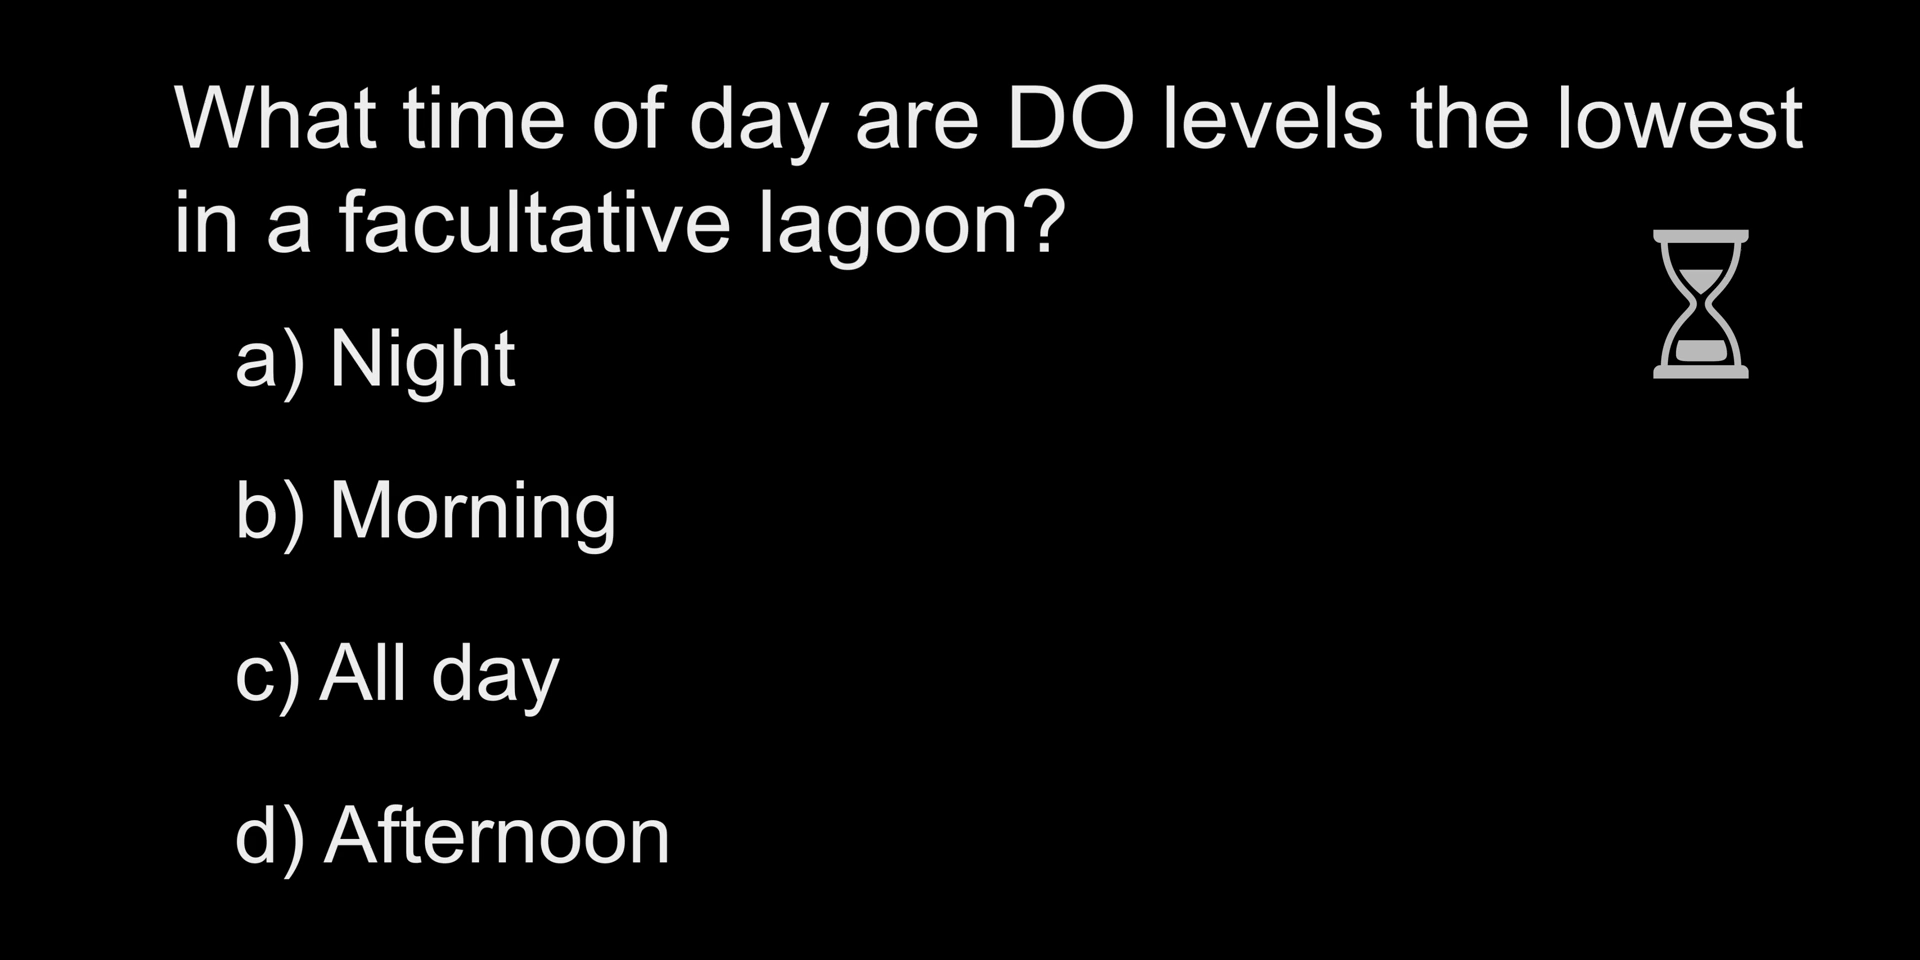 What time of day are DO levels the lowest
in a facultative lagoon?
a) Night
b) Morning
c) All day
d) Afternoon